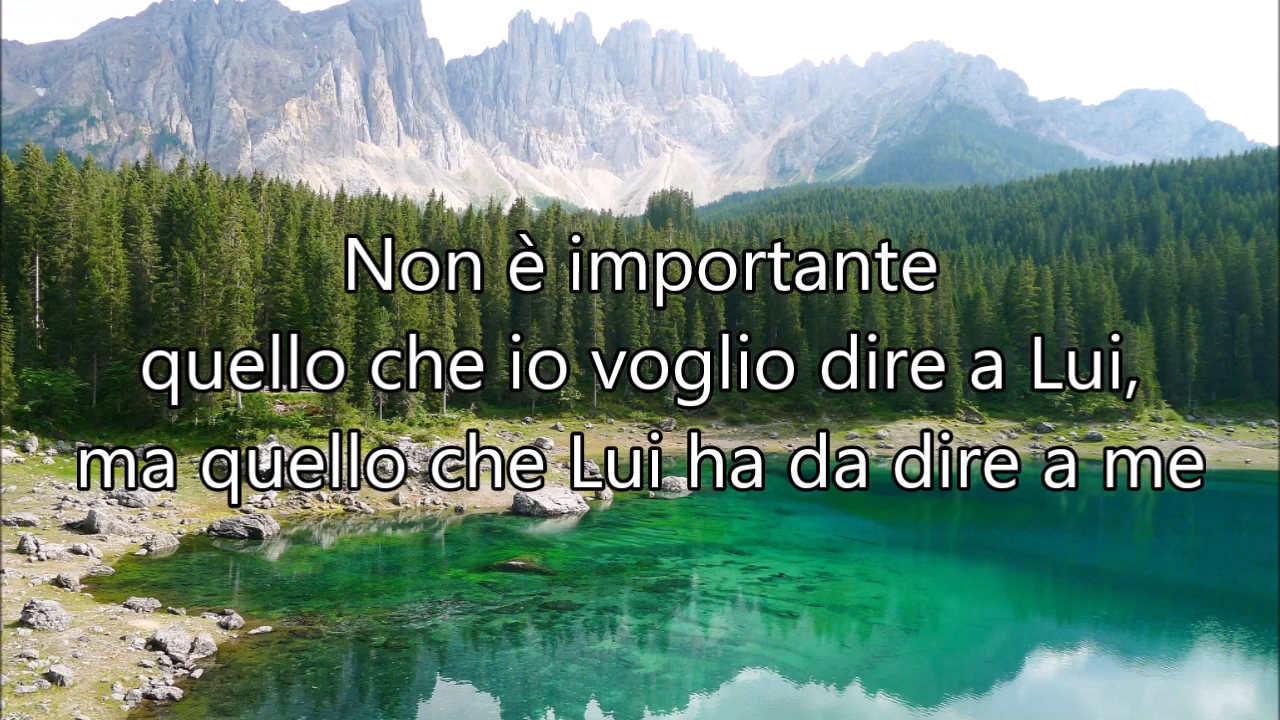 Non è importante
quello che io voglio dire a Lui,
ma quello che Lui ha da dire a me